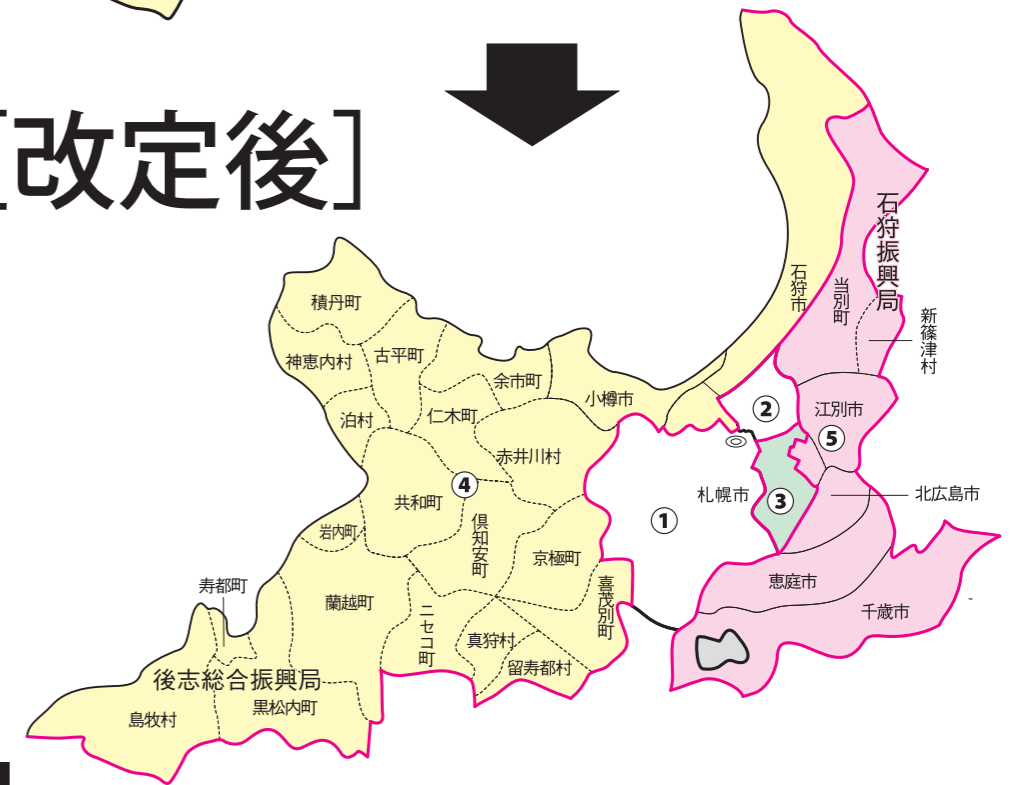 [改定後]
石狩振興局
石狩市
当別町
新篠津村
積丹町
神恵内村
古平町
余市町
小樽市
②
江別市
⑤
泊村
仁木町
赤井川村
④
札幌市
③
北広島市
共和町
①
岩内町
倶知安町
京極町
恵庭市
寿都町
蘭越町
ニセコ町
喜茂別町
千歳市
真狩村
留寿都村
後志総合振興局
島牧村
黒松内町